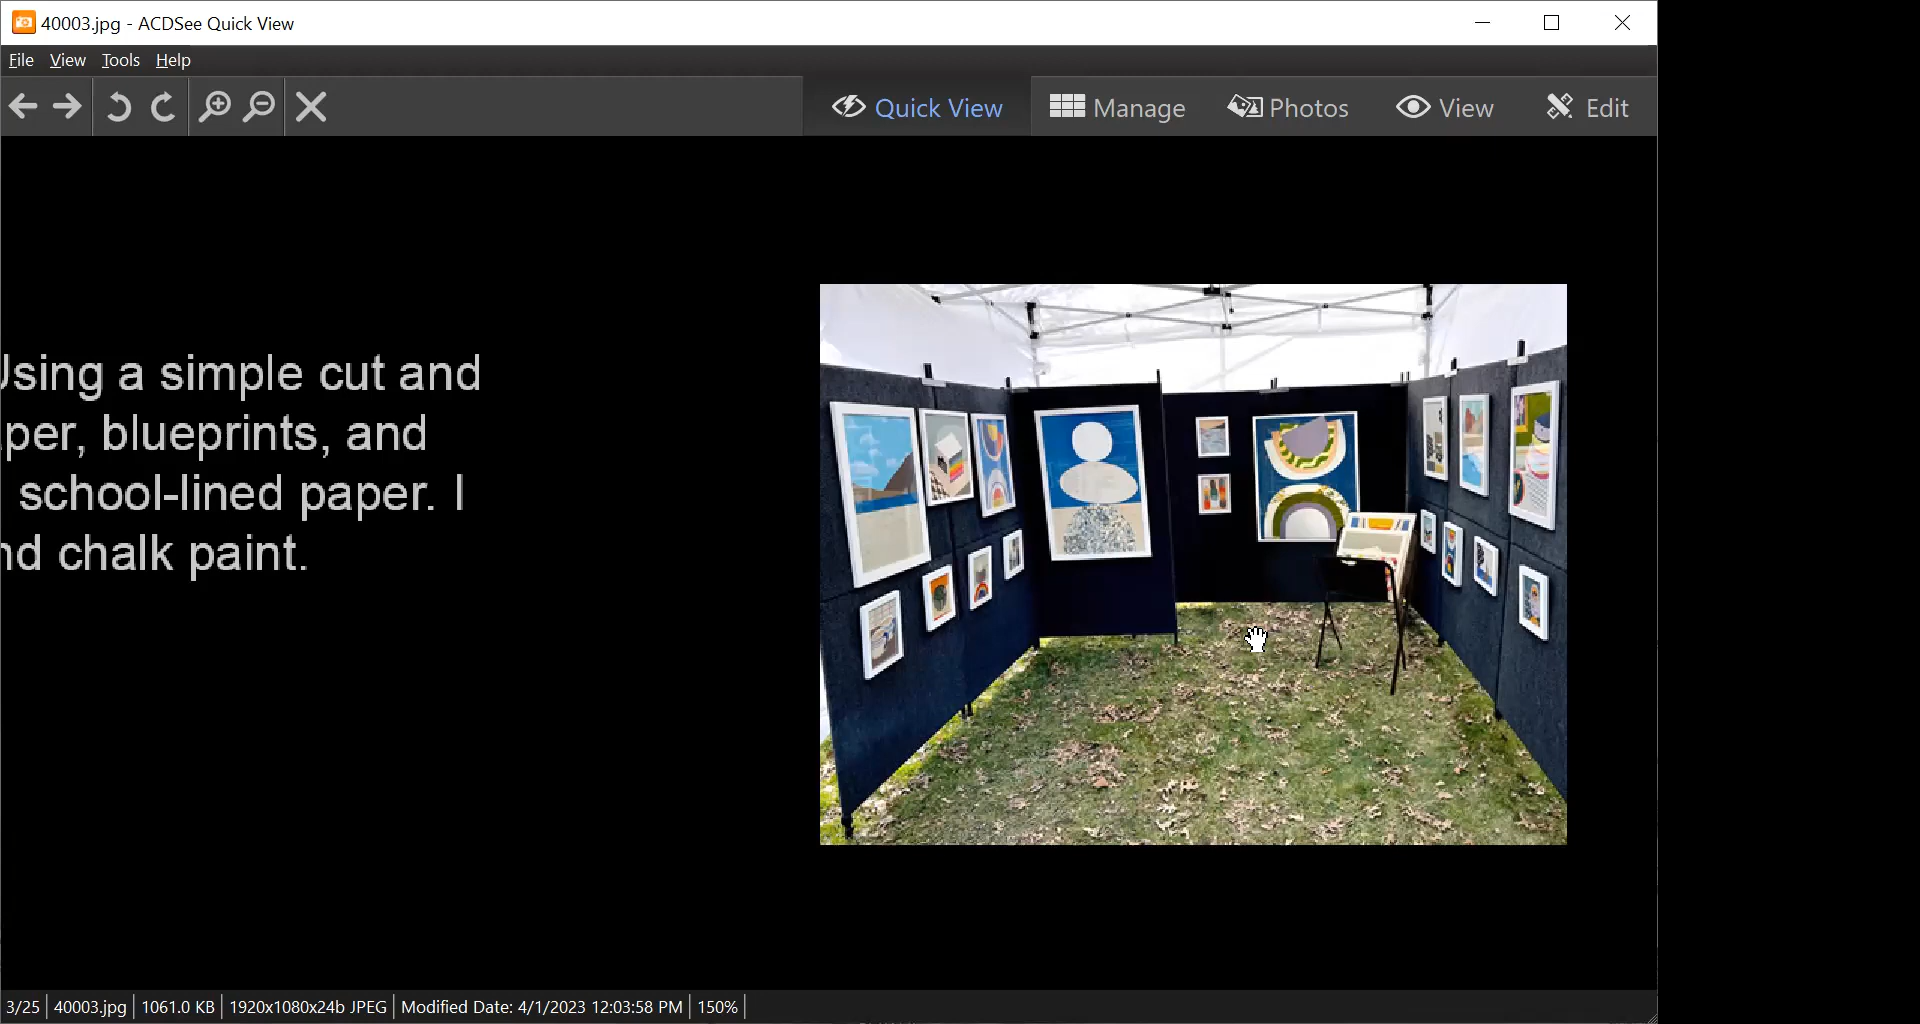 40003.jpg - ACDSee Quick View
File View Tools Help
Quick View Manage Photos View Edit
Using a simple cut and
per, blueprints, and
school-lined paper. I
nd chalk paint.
3/25 40003.jpg 1061.0 KB 1920x1080x24b JPEG Modified Date: 4/1/2023 12:03:58 PM 150%